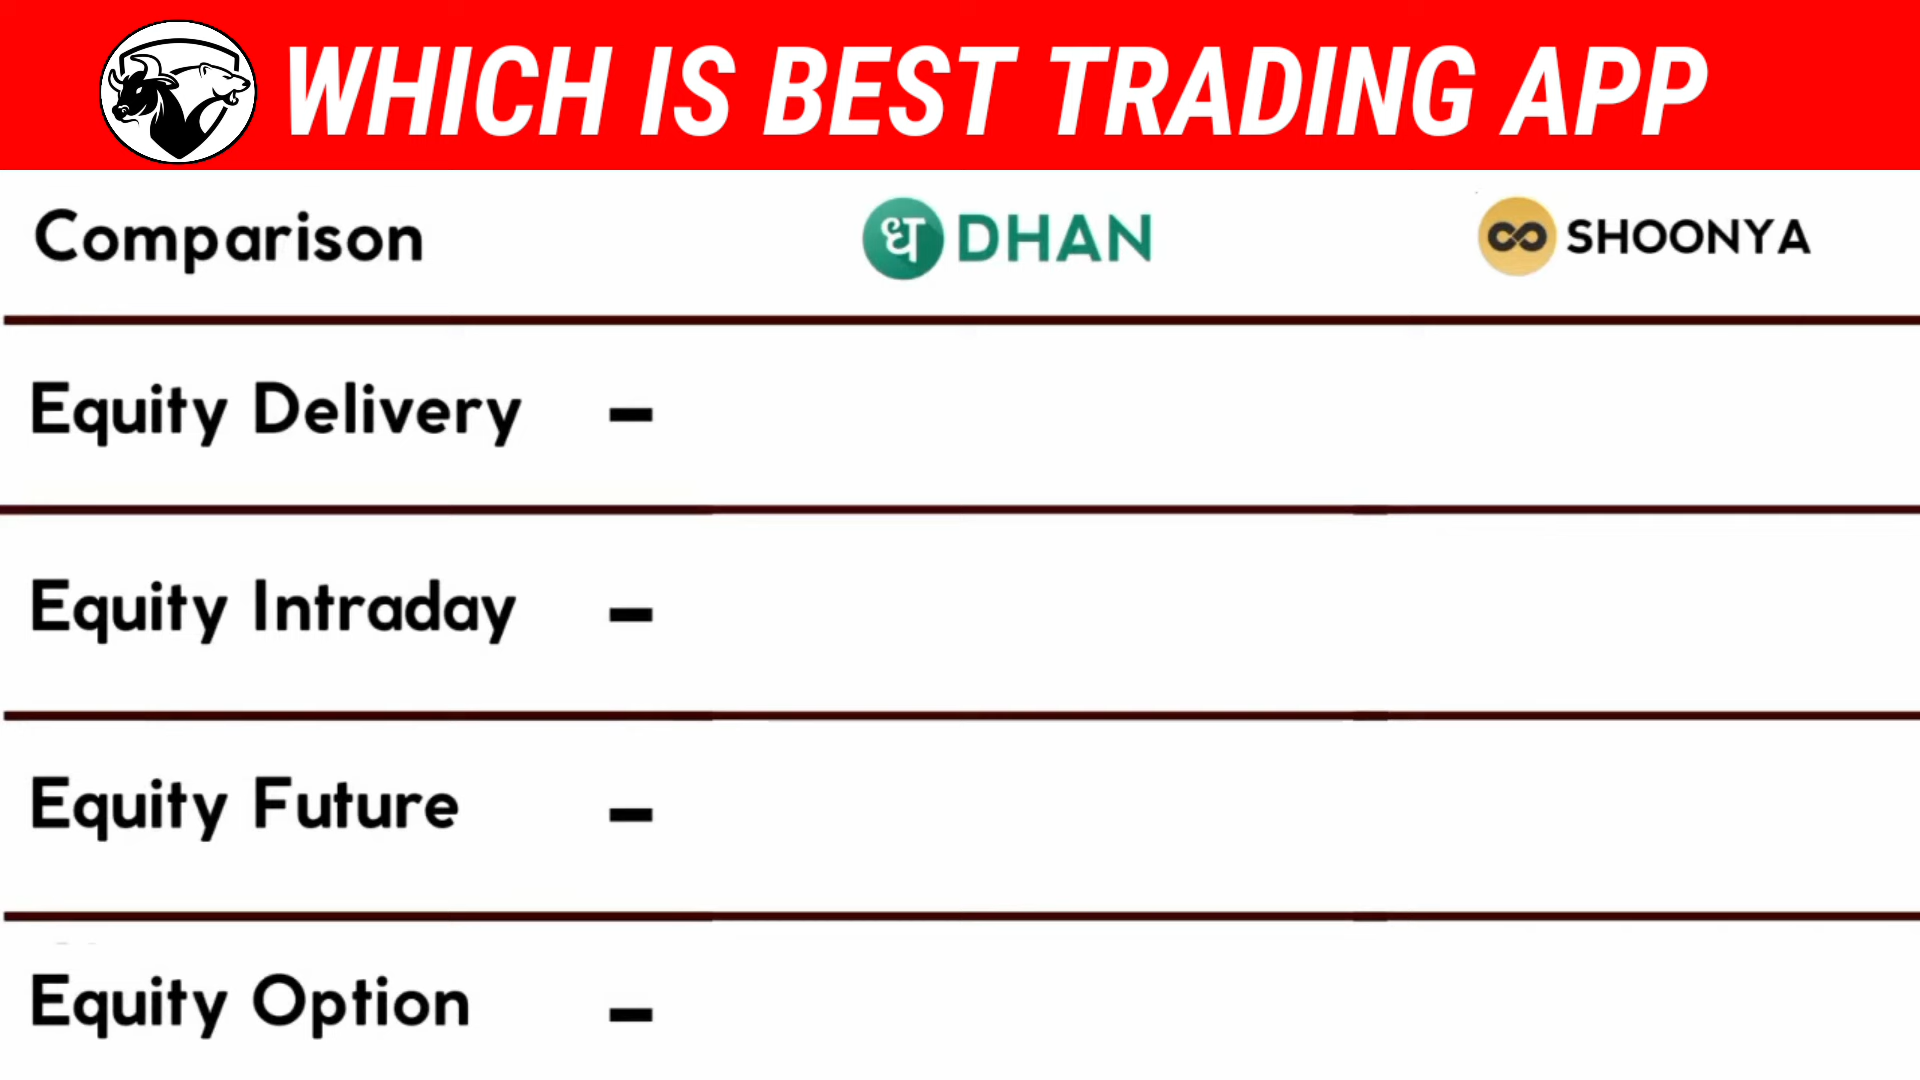 WHICH IS BEST TRADING APP
Comparison ध DHAN SHOONYA
Equity Delivery -
Equity Intraday -
Equity Future -
Equity Option -